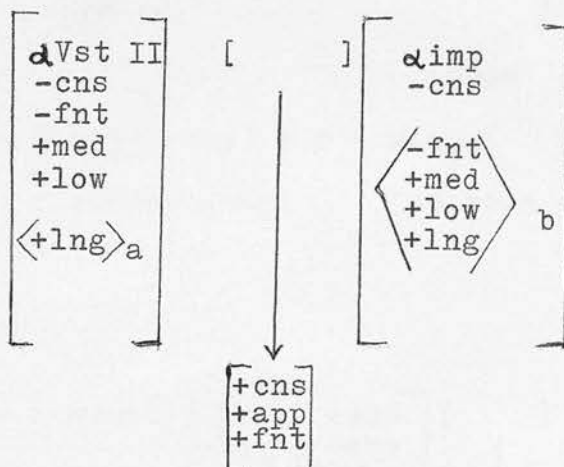 αVst II [ ] αimp
-cns -cns
-fnt -fnt
+med +med
+low +low
⟨+lng⟩a +lng b
+cns
+app
+fnt